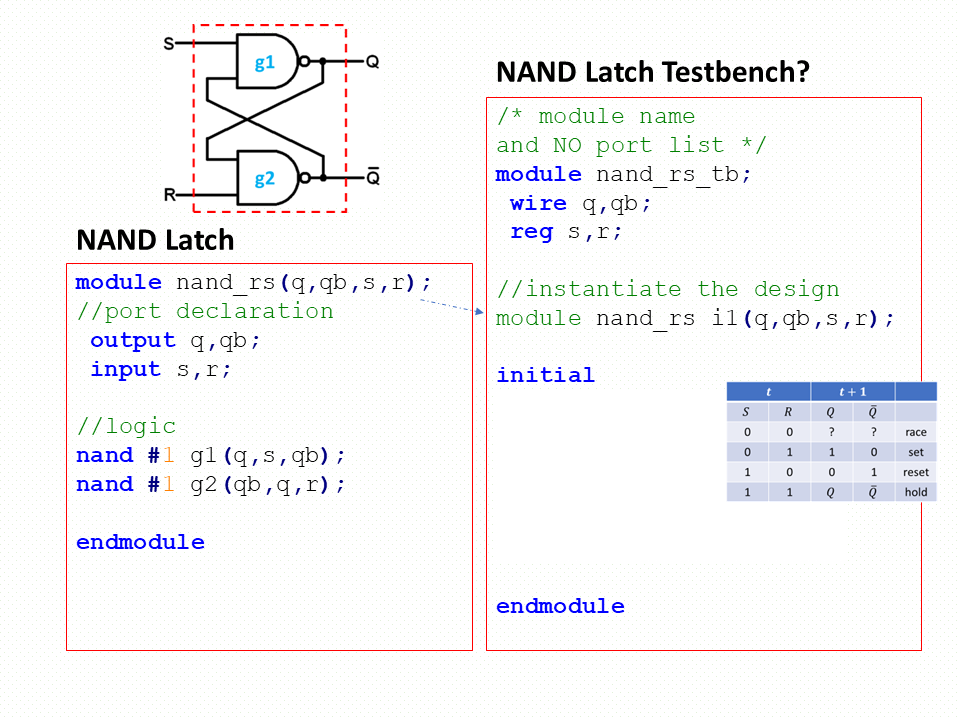 S
g1
Q
g2
R
Q̅
NAND Latch
module nand_rs(q,qb,s,r);
//port declaration
output q,qb;
input s,r;
//logic
nand #1 g1(q,s,qb);
nand #1 g2(qb,q,r);
endmodule
NAND Latch Testbench?
/* module name
and NO port list */
module nand_rs_tb;
wire q,qb;
reg s,r;
//instantiate the design
module nand_rs i1(q,qb,s,r);
initial
t t + 1
S R Q Q̅
0 0 ? ? race
0 1 1 0 set
1 0 0 1 reset
1 1 Q Q̅ hold
endmodule